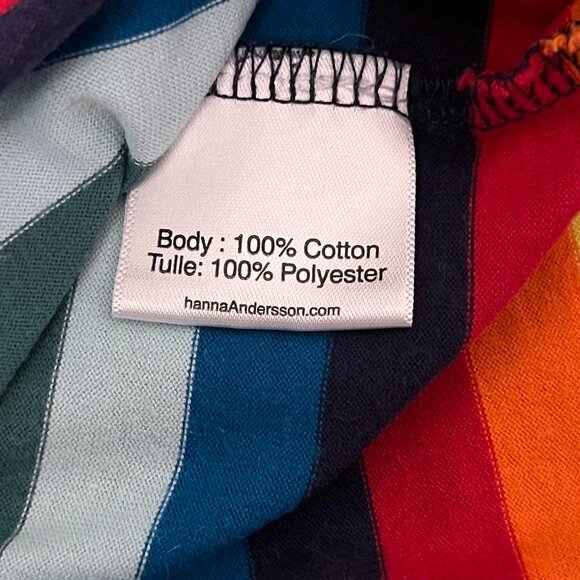 Body : 100% Cotton
Tulle: 100% Polyester
hannaAndersson.com